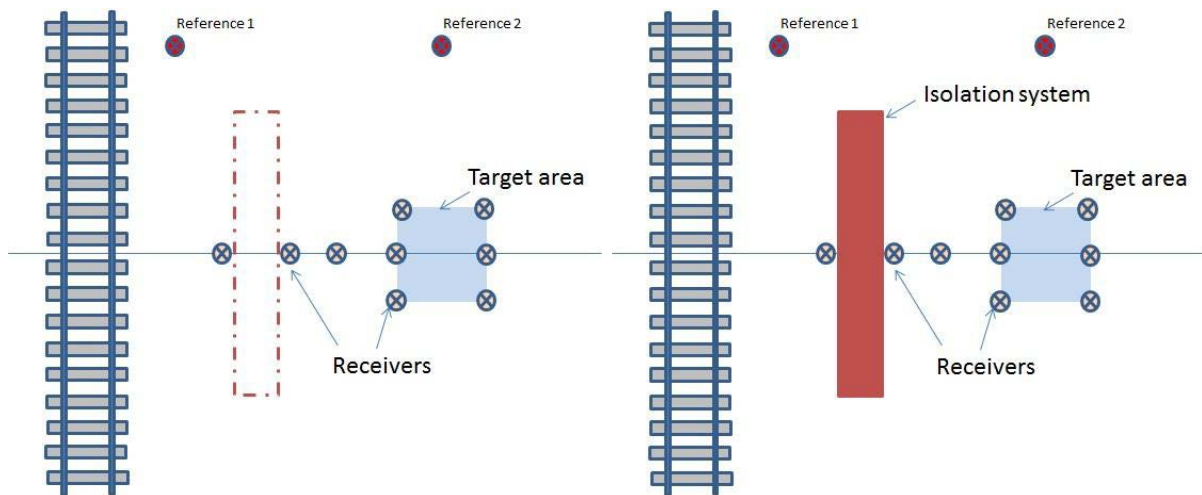 Reference 1
Reference 2
Target area
Receivers
Reference 1
Reference 2
Isolation system
Target area
Receivers